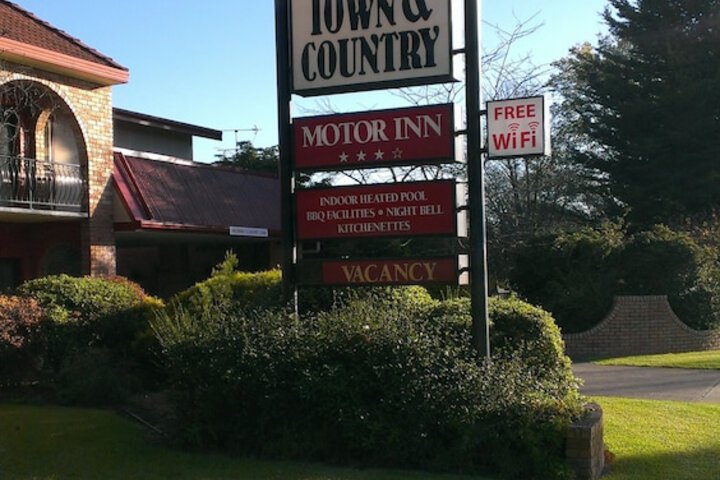 TOWN &
COUNTRY
MOTOR INN
FREE
WiFi
INDOOR HEATED POOL
BBQ FACILITIES • NIGHT BELL
KITCHENETTES
VACANCY